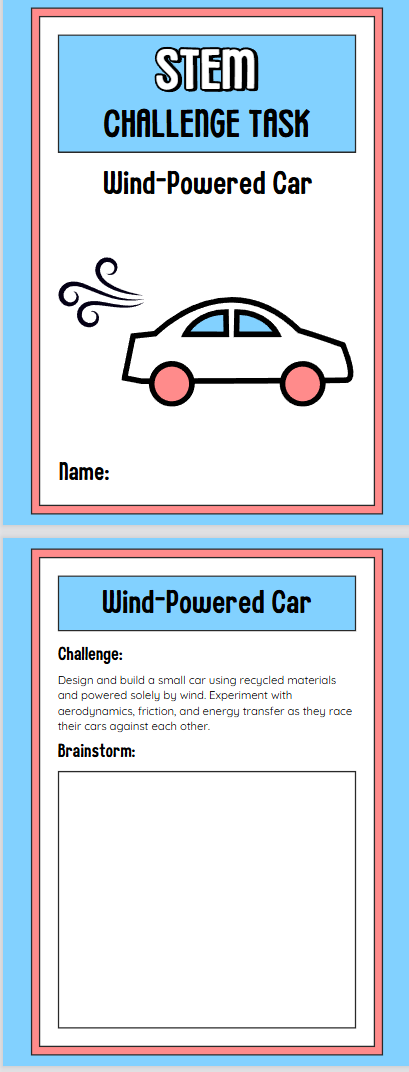 STEM
CHALLENGE TASK
Wind-Powered Car
Name:
Wind-Powered Car
Challenge:
Design and build a small car using recycled materials
and powered solely by wind. Experiment with
aerodynamics, friction, and energy transfer as they race
their cars against each other.
Brainstorm: